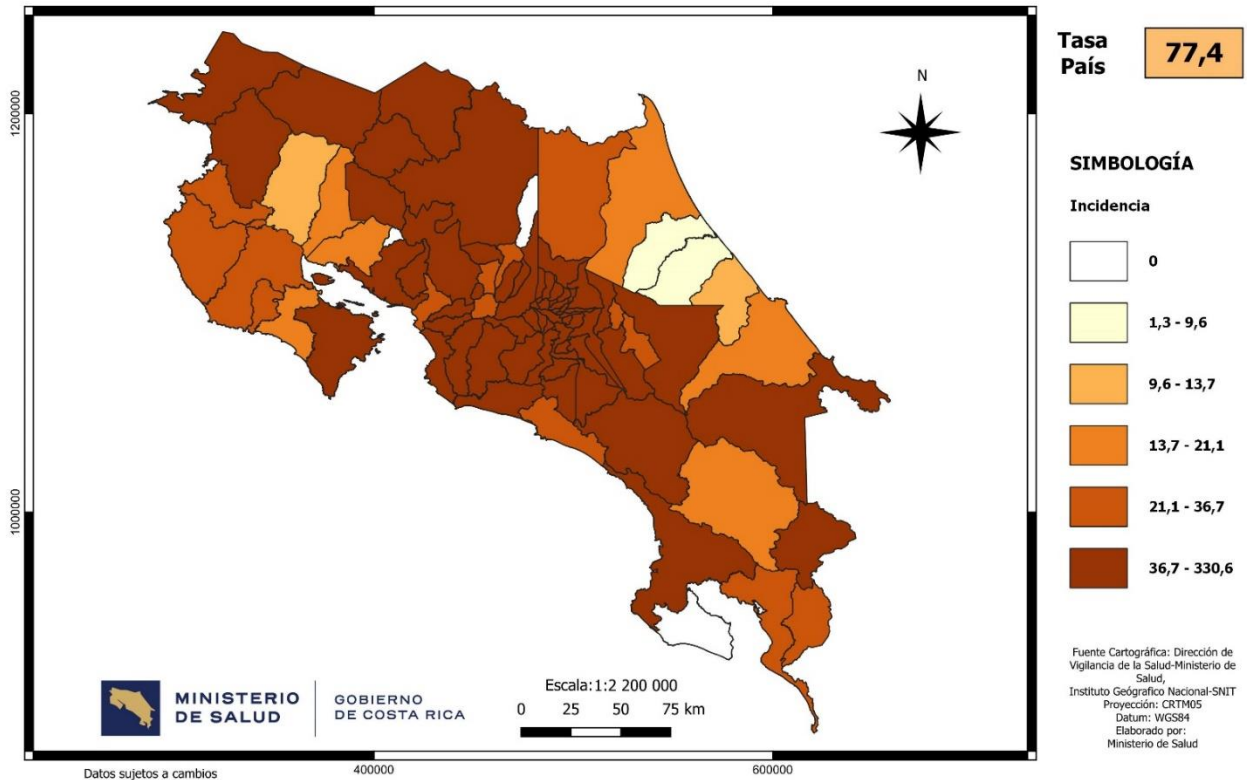 Tasa
País
77,4
N
SIMBOLOGÍA
Incidencia
0
1,3 - 9,6
9,6 - 13,7
13,7 - 21,1
21,1 - 36,7
36,7 - 330,6
1200000
1000000
MINISTERIO
DE SALUD
GOBIERNO
DE COSTA RICA
Escala:1:2 200 000
0 25 50 75 km
Fuente Cartográfica: Dirección de
Vigilancia de la Salud-Ministerio de
Salud,
Instituto Geógrafico Nacional-SNIT
Proyección: CRTM05
Datum: WGS84
Elaborado por:
Ministerio de Salud
Datos sujetos a cambios
400000
600000